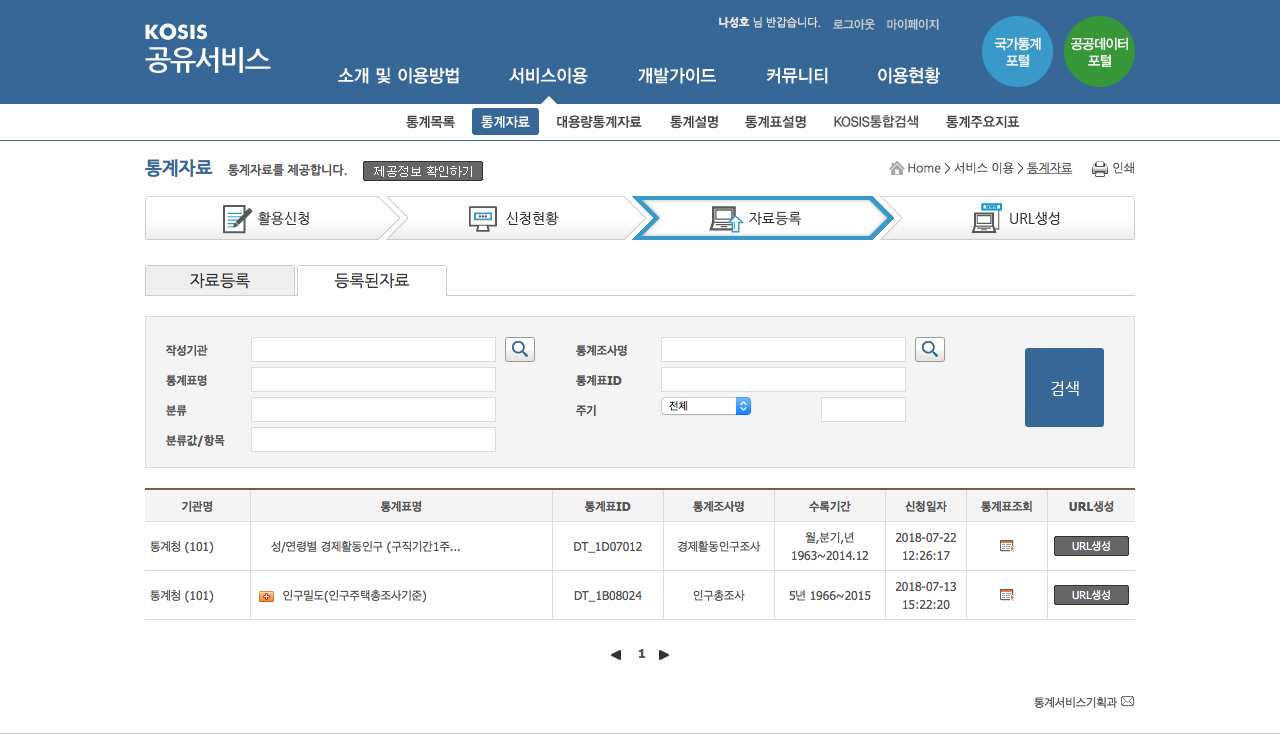 나성호 님 반갑습니다. 로그아웃 마이페이지
KOSIS
공유서비스
국가통계
포털
공공데이터
포털
소개 및 이용방법 서비스이용 개발가이드 커뮤니티 이용현황
통계목록 통계자료 대용량통계자료 통계설명 통계표설명 KOSIS통합검색 통계주요지표
통계자료 통계자료를 제공합니다. 제공정보 확인하기 Home > 서비스 이용 > 통계자료 인쇄
활용신청 신청현황 자료등록 URL생성
자료등록 등록된자료
작성기관 통계조사명
통계표명 통계표ID
분류 주기 전체
분류값/항목
검색
기관명 통계표명 통계표ID 통계조사명 수록기간 신청일자 통계표조회 URL생성
통계청 (101) 성/연령별 경제활동인구 (구직기간1주... DT_1D07012 경제활동인구조사 월,분기,년 1963~2014.12 2018-07-22 12:26:17 URL생성
통계청 (101) 인구밀도(인구주택총조사기준) DT_1B08024 인구총조사 5년 1966~2015 2018-07-13 15:22:20 URL생성
◀ 1 ▶
통계서비스기획과